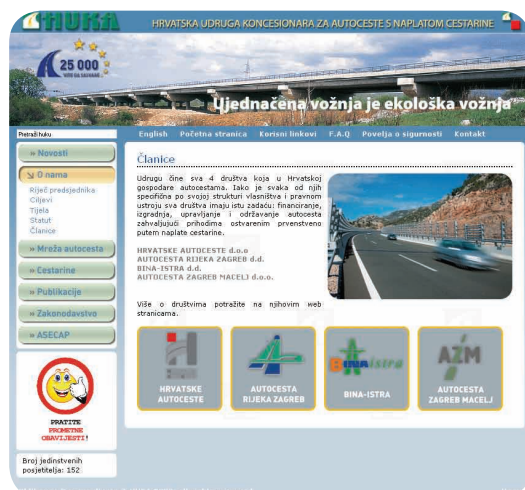 HUKA
HRVATSKA UDRUGA KONCESIONARA ZA AUTOCESTE S NAPLATOM CESTARINE
25 000
Ujednačena vožnja je ekološka vožnja
Pretraži huku
English Početna stranica Korisni linkovi F.A.Q Povelja o sigurnosti Kontakt
» Novosti
O nama
Riječ predsjednika
Ciljevi
Tijela
Statut
Članice
» Mreža autocesta
» Cestarine
» Publikacije
» Zakonodavstvo
» ASECAP
PRATITE
PROMETNE
OBAVIJESTI!
Broj jedinstvenih
posjetitelja: 152
Članice
Udrugu čine sva 4 društva koja u Hrvatskoj
gospodare autocestama. Iako je svaka od njih
specifična po svojoj strukturi vlasništva i pravnom
ustroju sva društva imaju istu zadaću: financiranje,
izgradnja, upravljanje i održavanje autocesta
zahvaljujući prihodima ostvarenim prvenstveno
putem naplate cestarine.
HRVATSKE AUTOCESTE d.o.o
AUTOCESTA RIJEKA ZAGREB d.d.
BINA-ISTRA d.d.
AUTOCESTA ZAGREB MACELJ d.o.o.
Više o društvima potražite na njihovim web
stranicama.
HRVATSKE
AUTOCESTE
AUTOCESTA
RIJEKA ZAGREB
BINA istra
BINA-ISTRA
AZM
AUTOCESTA
ZAGREB MACELJ